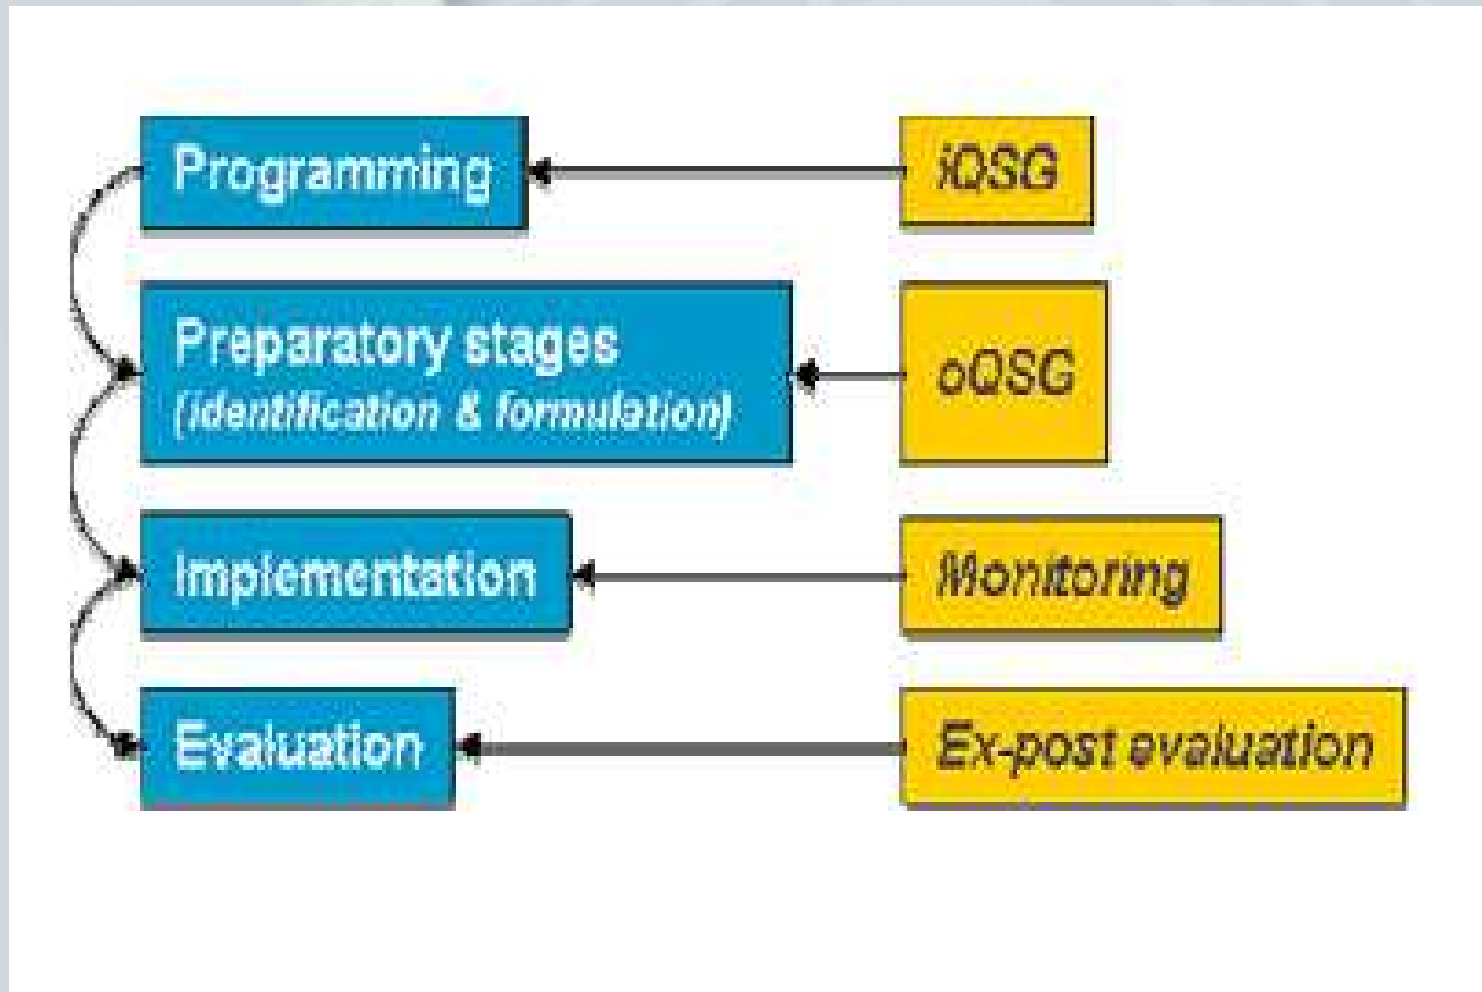 Programming
iQSG
Preparatory stages
(identification & formulation)
oQSG
Implementation
Monitoring
Evaluation
Ex-post evaluation